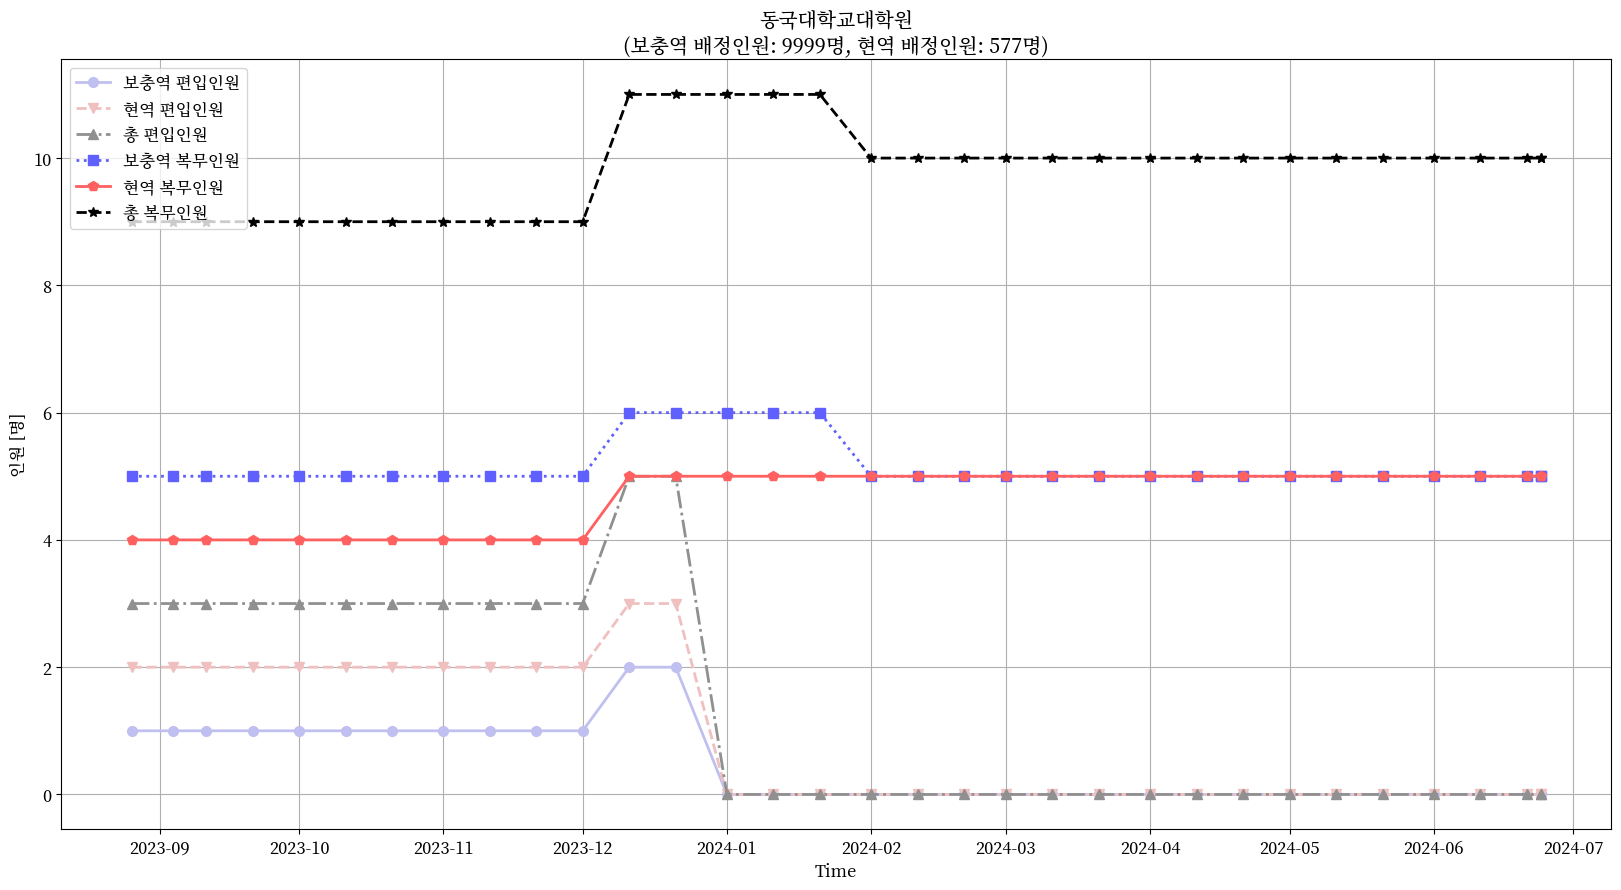 동국대학교대학원
(보충역 배정인원: 9999명, 현역 배정인원: 577명)
보충역 편입인원
현역 편입인원
총 편입인원
보충역 복무인원
현역 복무인원
총 복무인원
인원 [명]
10
8
6
4
2
0
2023-09 2023-10 2023-11 2023-12 2024-01 2024-02 2024-03 2024-04 2024-05 2024-06 2024-07
Time